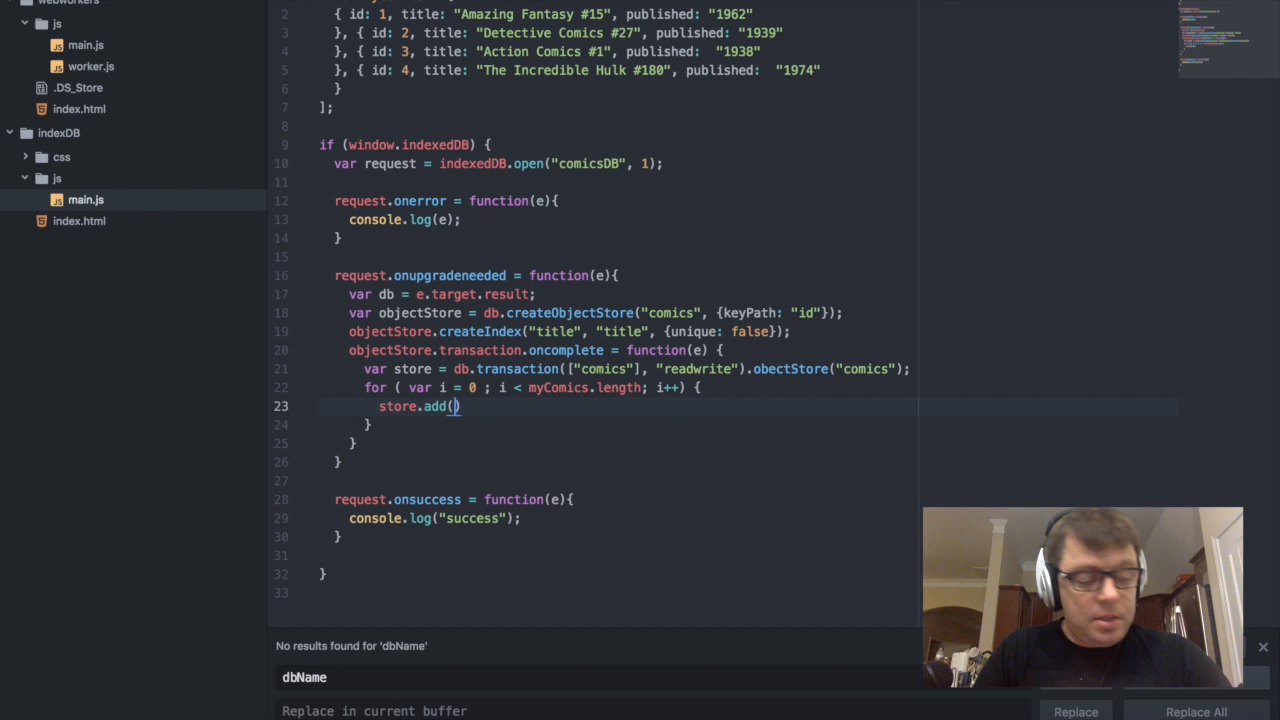 webworkers
js
main.js
worker.js
.DS_Store
index.html
indexDB
css
js
main.js
index.html
2 { id: 1, title: "Amazing Fantasy #15", published: "1962"
3 }, { id: 2, title: "Detective Comics #27", published: "1939"
4 }, { id: 3, title: "Action Comics #1", published:  "1938"
5 }, { id: 4, title: "The Incredible Hulk #180", published:  "1974"
6 }
7 ];
8
9 if (window.indexedDB) {
10 var request = indexedDB.open("comicsDB", 1);
11
12 request.onerror = function(e){
13 console.log(e);
14 }
15
16 request.onupgradeneeded = function(e){
17 var db = e.target.result;
18 var objectStore = db.createObjectStore("comics", {keyPath: "id"});
19 objectStore.createIndex("title", "title", {unique: false});
20 objectStore.transaction.oncomplete = function(e) {
21 var store = db.transaction(["comics"], "readwrite").obectStore("comics");
22 for ( var i = 0 ; i < myComics.length; i++) {
23 store.add()
24 }
25 }
26 }
27
28 request.onsuccess = function(e){
29 console.log("success");
30 }
31
32 }
33
No results found for 'dbName'
dbName
Replace in current buffer
Replace
Replace All